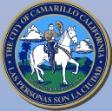 THE CITY OF CAMARILLO CALIFORNIA
LAS PERSONAS SON LA CIUDAD